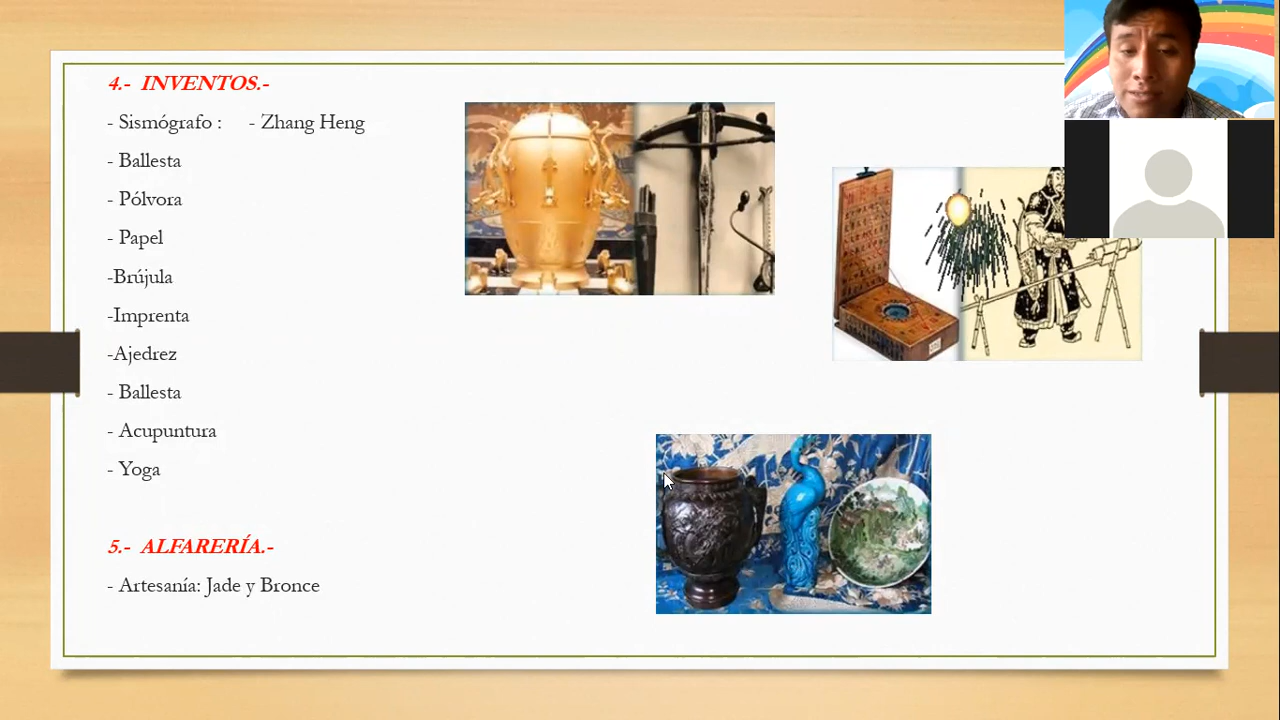 4.- INVENTOS.-
- Sismógrafo : - Zhang Heng
- Ballesta
- Pólvora
- Papel
-Brújula
-Imprenta
-Ajedrez
- Ballesta
- Acupuntura
- Yoga
5.- ALFARERÍA.-
- Artesanía: Jade y Bronce